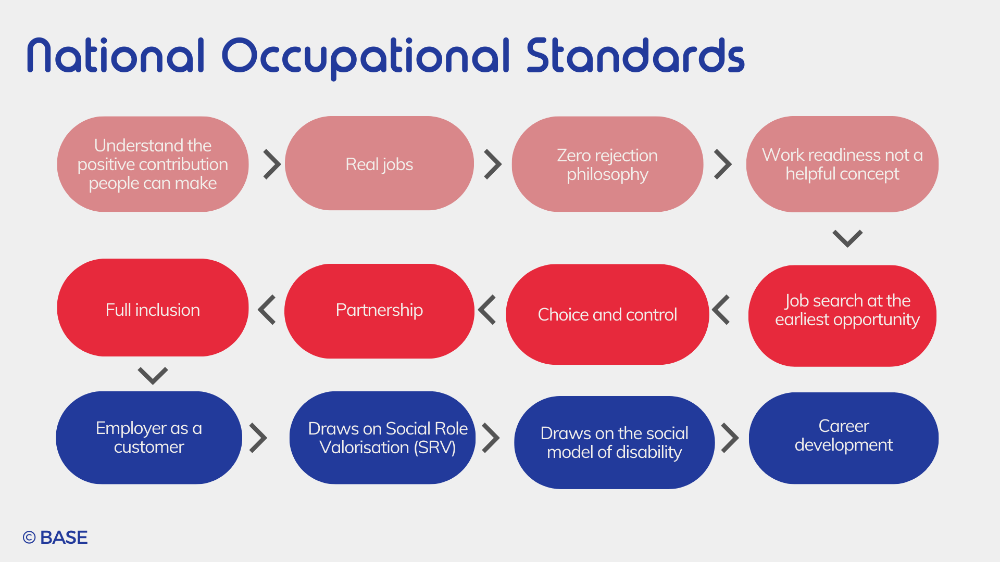 National Occupational Standards
Understand the
positive contribution
people can make
Real jobs
Zero rejection
philosophy
Work readiness not a
helpful concept
Job search at the
earliest opportunity
Choice and control
Partnership
Full inclusion
Employer as a
customer
Draws on Social Role
Valorisation (SRV)
Draws on the social
model of disability
Career
development
© BASE